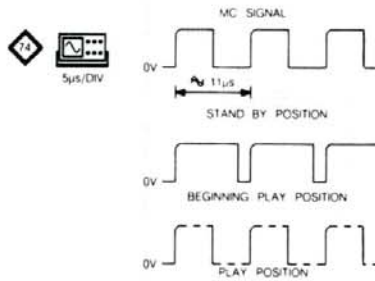 MC SIGNAL
74
0V
5µs/DIV
11µs
STAND BY POSITION
0V
BEGINNING PLAY POSITION
0V
PLAY POSITION